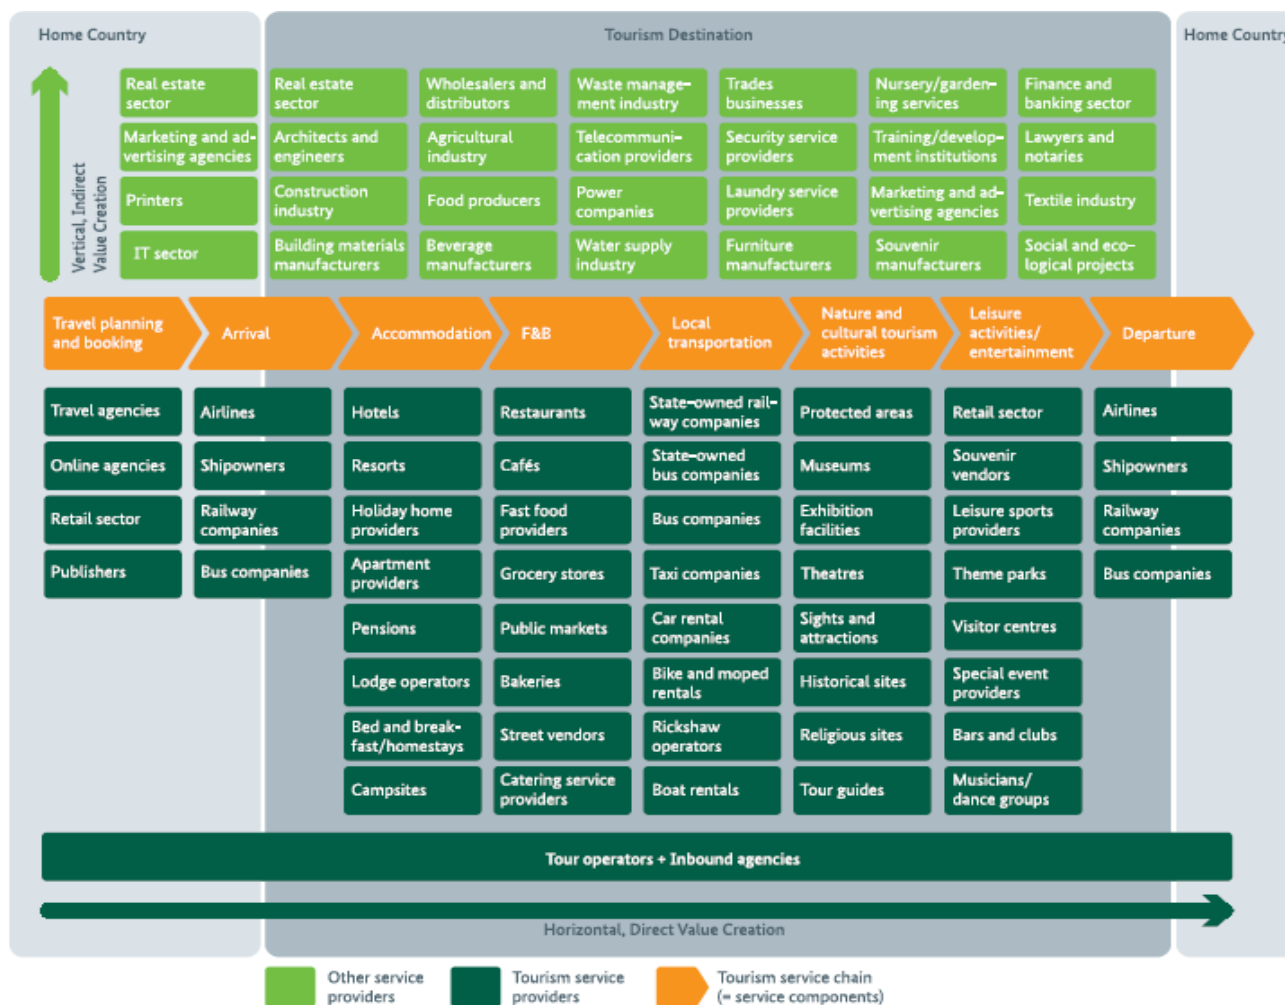 Home Country
Tourism Destination
Home Country
Vertical, Indirect
Value Creation
Real estate
sector
Real estate
sector
Wholesalers and
distributors
Waste manage-
ment industry
Trades
businesses
Nursery/garden-
ing services
Finance and
banking sector
Marketing and ad-
vertising agencies
Architects and
engineers
Agricultural
industry
Telecommuni-
cation providers
Security service
providers
Training/develop-
ment institutions
Lawyers and
notaries
Printers
Construction
industry
Food producers
Power
companies
Laundry service
providers
Marketing and ad-
vertising agencies
Textile industry
IT sector
Building materials
manufacturers
Beverage
manufacturers
Water supply
industry
Furniture
manufacturers
Souvenir
manufacturers
Social and eco-
logical projects
Travel planning
and booking
Arrival
Accommodation
F&B
Local
transportation
Nature and
cultural tourism
activities
Leisure
activities/
entertainment
Departure
Travel agencies
Airlines
Hotels
Restaurants
State-owned rail-
way companies
Protected areas
Retail sector
Airlines
Online agencies
Shipowners
Resorts
Cafés
State-owned
bus companies
Museums
Souvenir
vendors
Shipowners
Retail sector
Railway
companies
Holiday home
providers
Fast food
providers
Bus companies
Exhibition
facilities
Leisure sports
providers
Railway
companies
Publishers
Bus companies
Apartment
providers
Grocery stores
Taxi companies
Theatres
Theme parks
Bus companies
Pensions
Public markets
Car rental
companies
Sights and
attractions
Visitor centres
Lodge operators
Bakeries
Bike and moped
rentals
Historical sites
Special event
providers
Bed and break-
fast/homestays
Street vendors
Rickshaw
operators
Religious sites
Bars and clubs
Campsites
Catering service
providers
Boat rentals
Tour guides
Musicians/
dance groups
Tour operators + Inbound agencies
Horizontal, Direct Value Creation
Other service
providers
Tourism service
providers
Tourism service chain
(= service components)